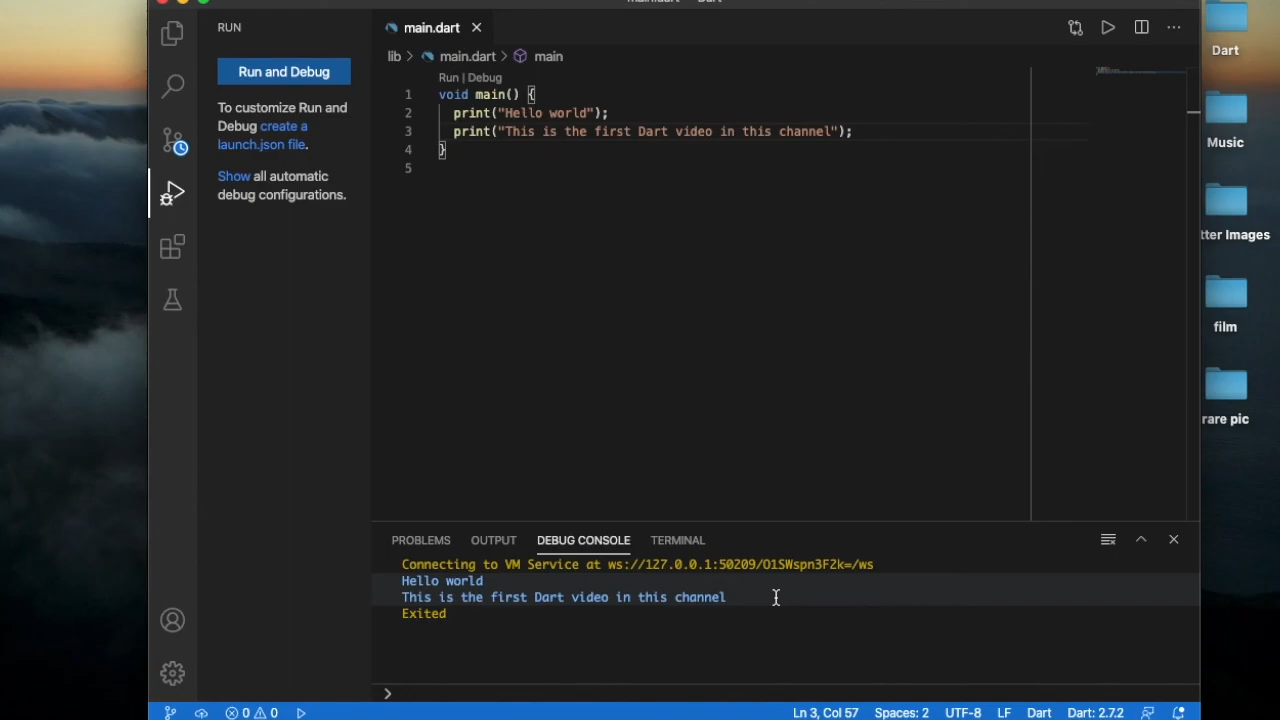 RUN
Run and Debug
To customize Run and
Debug create a
launch.json file.
Show all automatic
debug configurations.
main.dart
lib > main.dart > main
Run | Debug
1 void main() {
2 print("Hello world");
3 print("This is the first Dart video in this channel");
4 }
5
PROBLEMS OUTPUT DEBUG CONSOLE TERMINAL
Connecting to VM Service at ws://127.0.0.1:50209/O1SWspn3F2k=/ws
Hello world
This is the first Dart video in this channel
Exited
>
0 0 Ln 3, Col 57 Spaces: 2 UTF-8 LF Dart Dart: 2.7.2
Dart
Music
tter Images
film
rare pic